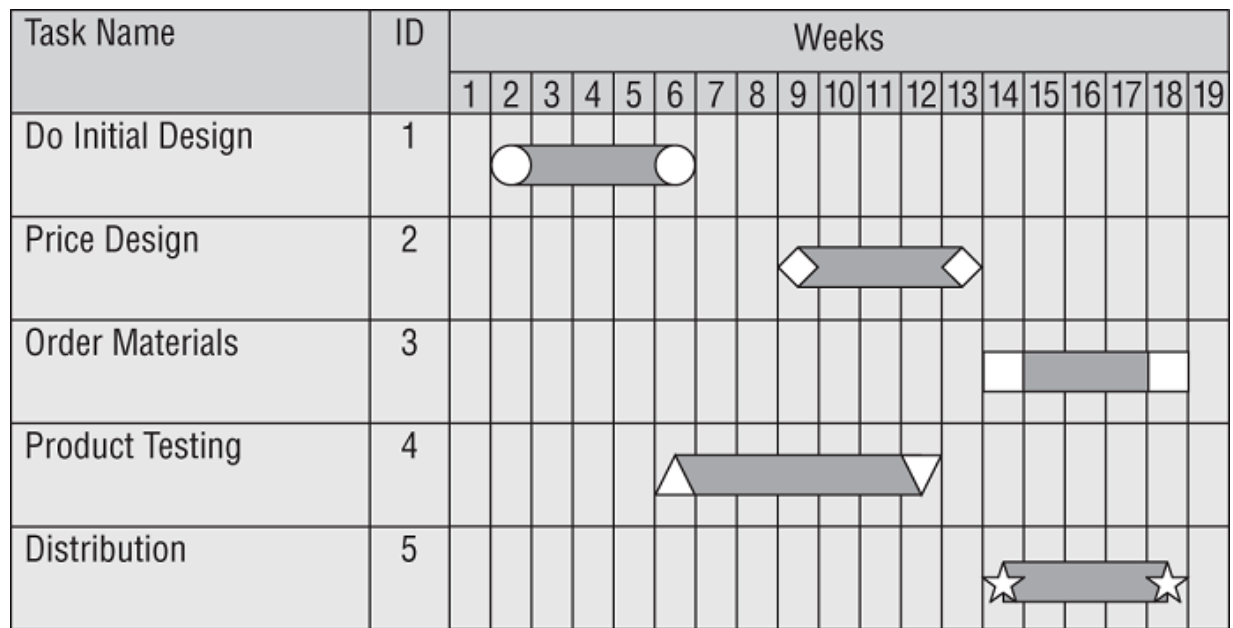 Task Name ID Weeks
1 2 3 4 5 6 7 8 9 10 11 12 13 14 15 16 17 18 19
Do Initial Design 1
Price Design 2
Order Materials 3
Product Testing 4
Distribution 5